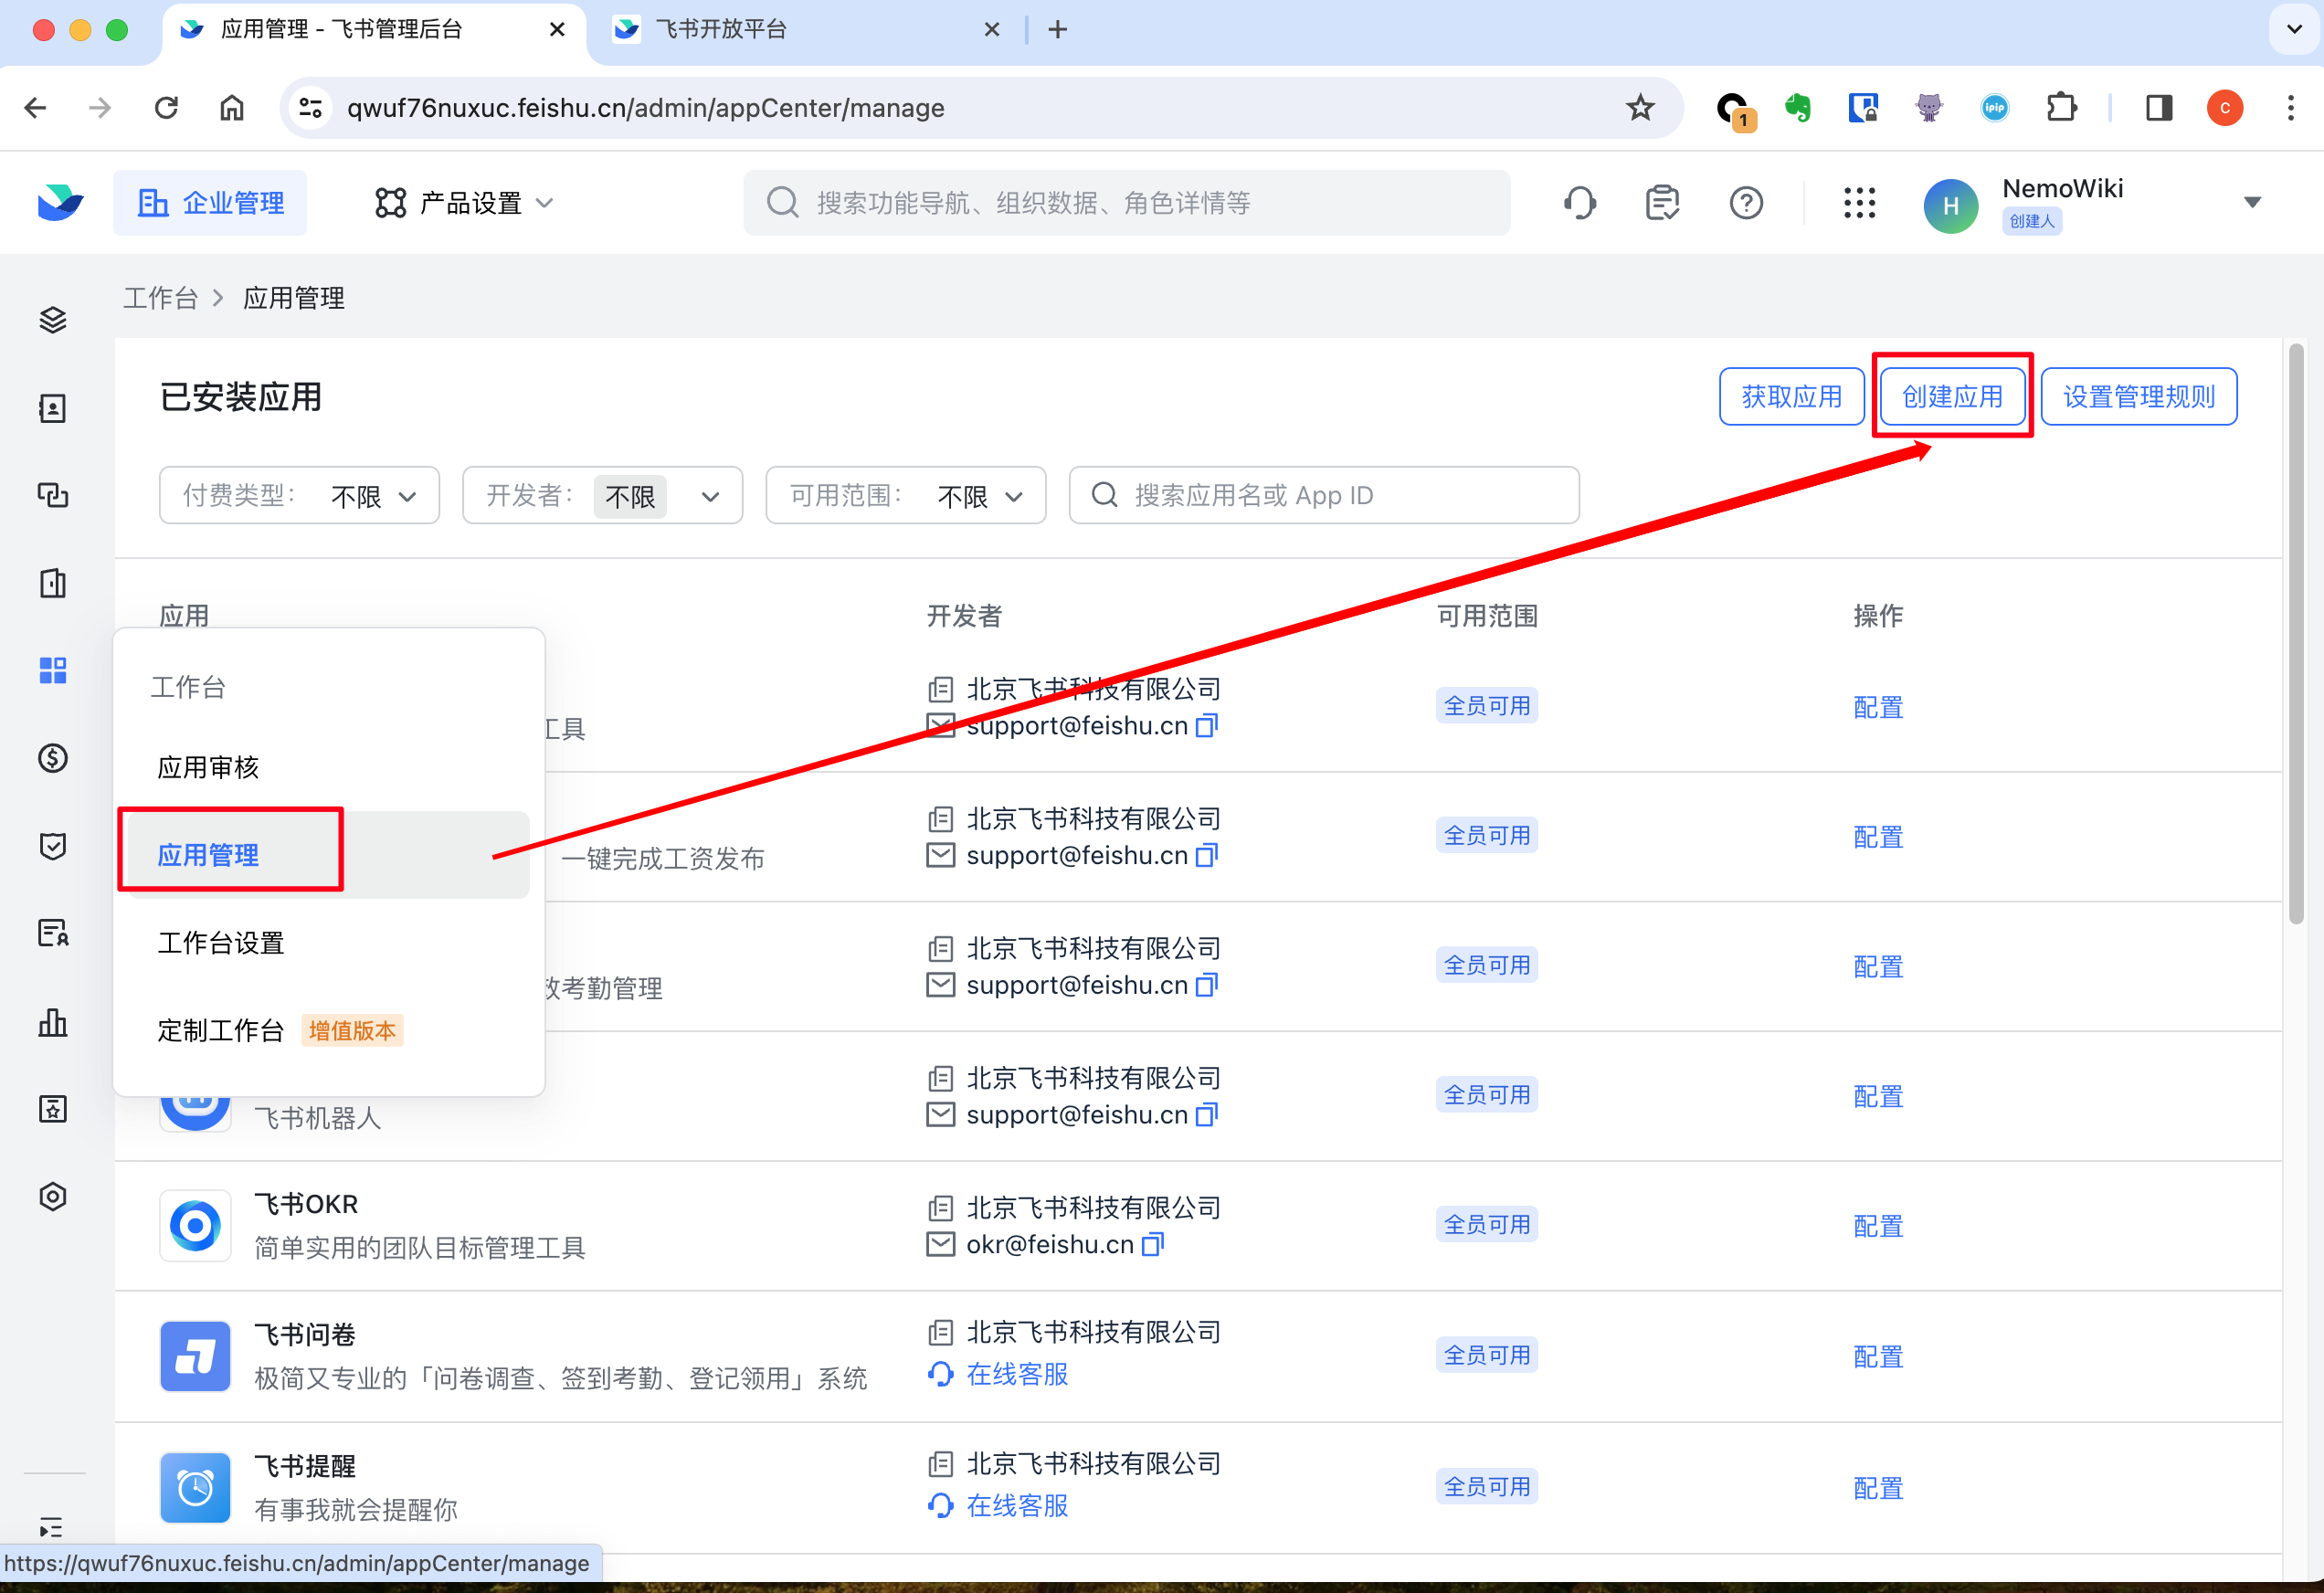 应用管理 - 飞书管理后台
飞书开放平台
qwuf76nuxuc.feishu.cn/admin/appCenter/manage
1
ipip
C
企业管理
产品设置
搜索功能导航、组织数据、角色详情等
H
NemoWiki
创建人
工作台 > 应用管理
已安装应用
获取应用
创建应用
设置管理规则
付费类型： 不限
开发者： 不限
可用范围： 不限
搜索应用名或 App ID
应用
开发者
可用范围
操作
工作台
应用审核
应用管理
工作台设置
定制工作台 增值版本
工具
北京飞书科技有限公司
support@feishu.cn
全员可用
配置
一键完成工资发布
北京飞书科技有限公司
support@feishu.cn
全员可用
配置
考勤管理
北京飞书科技有限公司
support@feishu.cn
全员可用
配置
飞书机器人
北京飞书科技有限公司
support@feishu.cn
全员可用
配置
飞书OKR
简单实用的团队目标管理工具
北京飞书科技有限公司
okr@feishu.cn
全员可用
配置
飞书问卷
极简又专业的「问卷调查、签到考勤、登记领用」系统
北京飞书科技有限公司
在线客服
全员可用
配置
飞书提醒
有事我就会提醒你
北京飞书科技有限公司
在线客服
全员可用
配置
https://qwuf76nuxuc.feishu.cn/admin/appCenter/manage